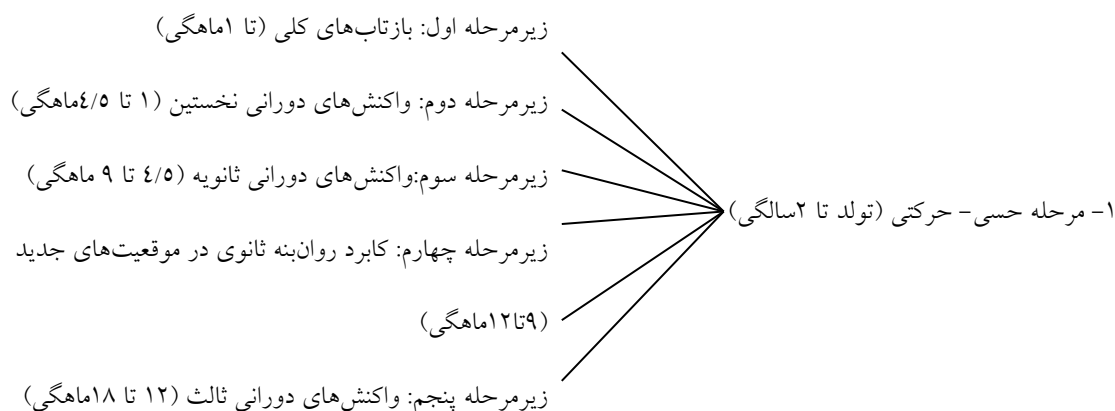 زیرمرحله اول: بازتاب‌های کلی (تا ۱ماهگی)
زیرمرحله دوم: واکنش‌های دورانی نخستین (۱ تا ٤/٥ماهگی)
زیرمرحله سوم:واکنش‌های دورانی ثانویه (٤/٥ تا ۹ ماهگی)
۱- مرحله حسی- حرکتی (تولد تا ۲سالگی)
زیرمرحله چهارم: کابرد روان‌بنه ثانوی در موقعیت‌های جدید
(۹تا۱۲ماهگی)
زیرمرحله پنجم: واکنش‌های دورانی ثالث (۱۲ تا ۱۸ماهگی)